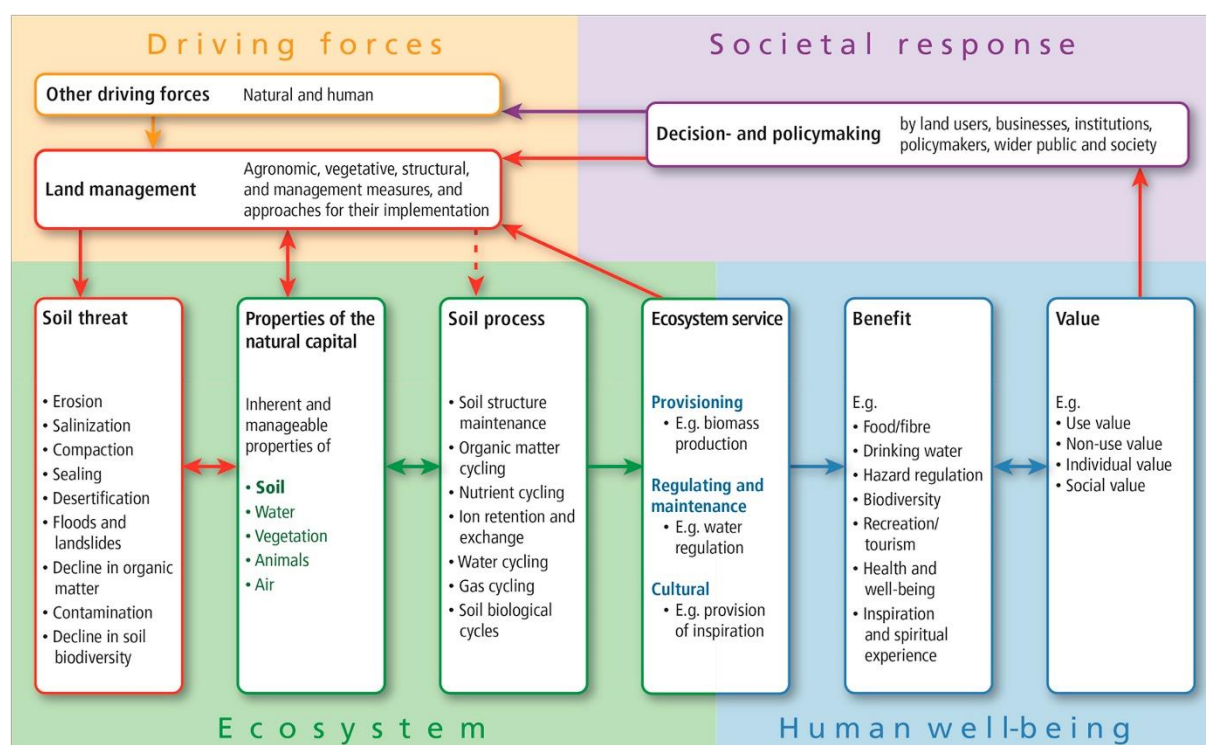 Driving forces
Societal response
Other driving forces Natural and human
Decision- and policymaking by land users, businesses, institutions,
policymakers, wider public and society
Land management Agronomic, vegetative, structural,
and management measures, and
approaches for their implementation
Soil threat
• Erosion
• Salinization
• Compaction
• Sealing
• Desertification
• Floods and
landslides
• Decline in organic
matter
• Contamination
• Decline in soil
biodiversity
Properties of the
natural capital
Inherent and
manageable
properties of
• Soil
• Water
• Vegetation
• Animals
• Air
Soil process
• Soil structure
maintenance
• Organic matter
cycling
• Nutrient cycling
• Ion retention and
exchange
• Water cycling
• Gas cycling
• Soil biological
cycles
Ecosystem service
Provisioning
• E.g. biomass
production
Regulating and
maintenance
• E.g. water
regulation
Cultural
• E.g. provision
of inspiration
Benefit
E.g.
• Food/fibre
• Drinking water
• Hazard regulation
• Biodiversity
• Recreation/
tourism
• Health and
well-being
• Inspiration
and spiritual
experience
Value
E.g.
• Use value
• Non-use value
• Individual value
• Social value
Ecosystem
Human well-being